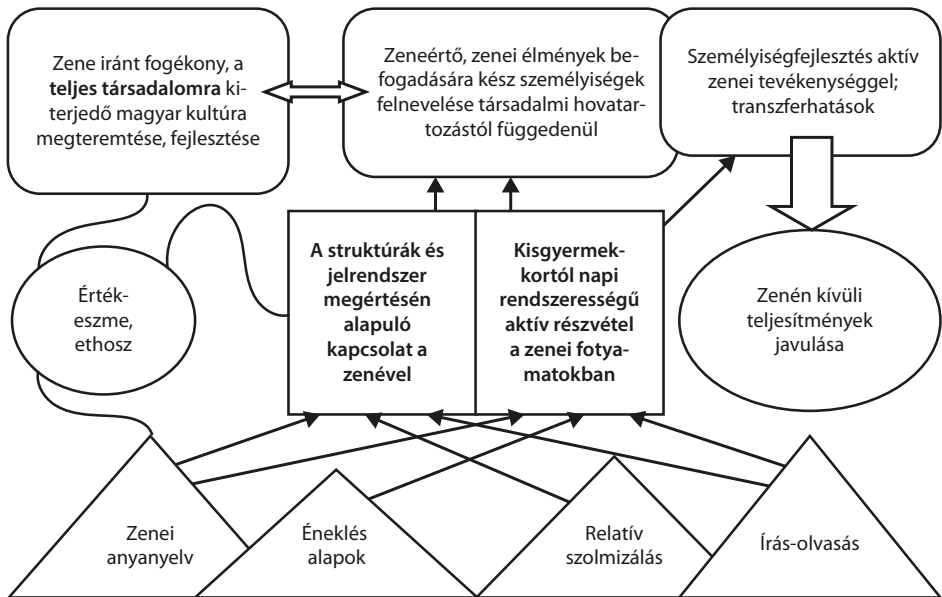 Zene iránt fogékony, a
teljes társadalomra ki-
terjedő magyar kultúra
megteremtése, fejlesztése
Zeneértő, zenei élmények be-
fogadására kész személyiségek
felnevelése társadalmi hovatar-
tozástól függedenül
Személyiségfejlesztés aktív
zenei tevékenységgel;
transzferhatások
Érték-
eszme,
ethosz
A struktúrák és
jelrendszer
megértésén
alapuló
kapcsolat a
zenével
Kisgyermek-
kortól napi
rendszerességű
aktív részvétel
a zenei fotya-
matokban
Zenén kívüli
teljesítmények
javulása
Zenei
anyanyelv
Éneklés
alapok
Relatív
szolmizálás
Írás-olvasás